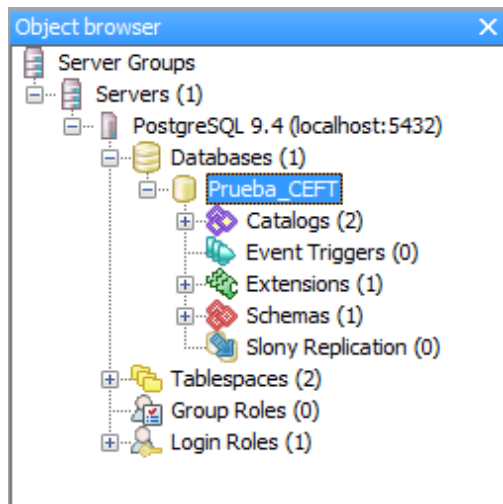 Object browser
Server Groups
Servers (1)
PostgreSQL 9.4 (localhost:5432)
Databases (1)
Prueba_CEFT
Catalogs (2)
Event Triggers (0)
Extensions (1)
Schemas (1)
Slony Replication (0)
Tablespaces (2)
Group Roles (0)
Login Roles (1)